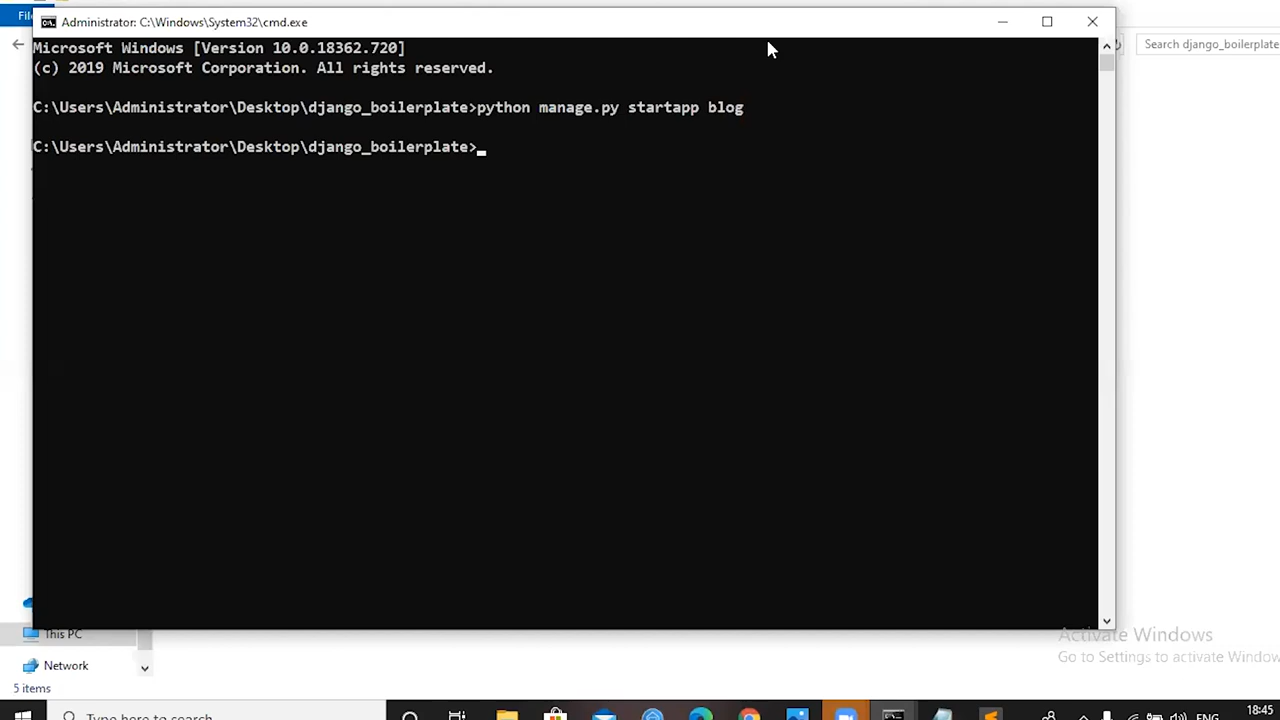 Fil
Administrator: C:\Windows\System32\cmd.exe
Search django_boilerplate
Microsoft Windows [Version 10.0.18362.720]
(c) 2019 Microsoft Corporation. All rights reserved.
C:\Users\Administrator\Desktop\django_boilerplate>python manage.py startapp blog
C:\Users\Administrator\Desktop\django_boilerplate>
This PC
Network
5 items
Activate Windows
Go to Settings to activate Window
Type here to search
ENG
18:45